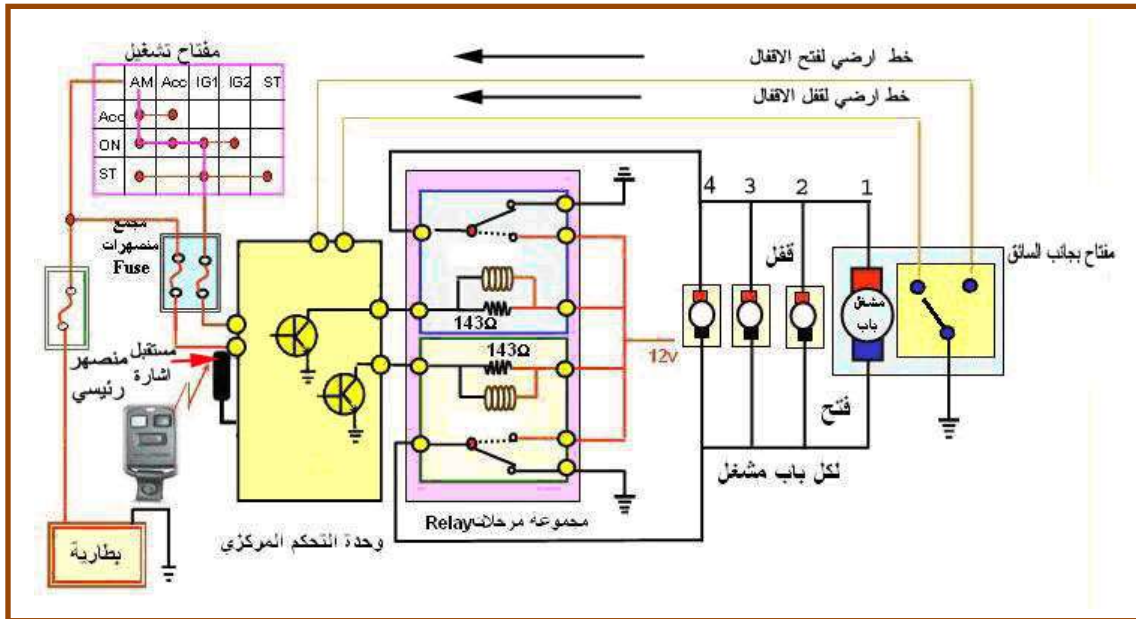 مفتاح تشغيل
AM Acc IG1 IG2 ST
Acc
ON
ST
خط ارضي لفتح الاقفال
خط ارضي لقفل الاقفال
4 3 2 1
مفتاح بجانب السائق
قفل
مشغل
باب
فتح
لكل باب مشغل
مجمع
منصهرات
Fuse
143Ω
143Ω
12v
مستقبل
اشارة
منصهر
رئيسي
مجموعه مرحلات Relay
وحدة التحكم المركزي
بطارية